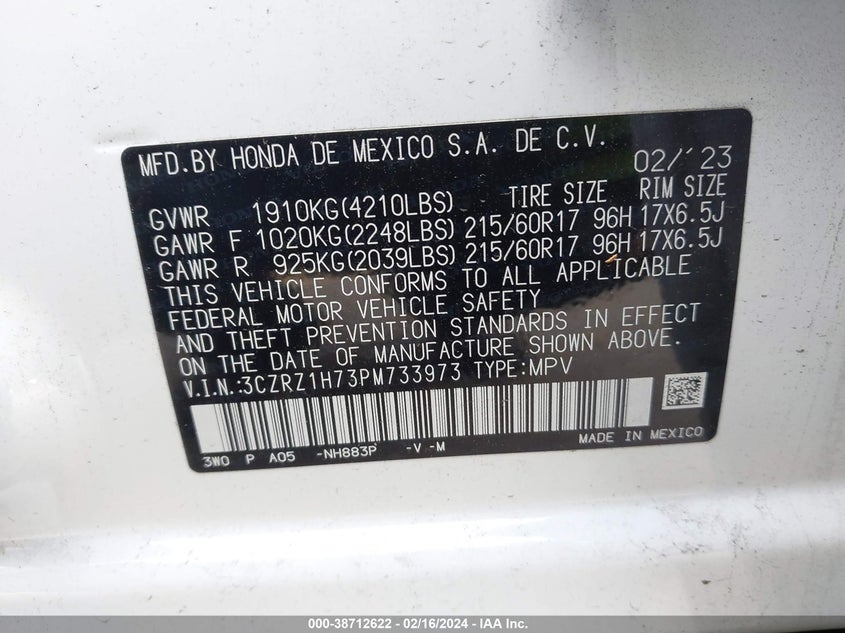 MFD.BY HONDA DE MEXICO S.A. DE C.V. 02/'23
TIRE SIZE RIM SIZE
GVWR 1910KG(4210LBS)
GAWR F 1020KG(2248LBS) 215/60R17 96H 17X6.5J
GAWR R 925KG(2039LBS) 215/60R17 96H 17X6.5J
THIS VEHICLE CONFORMS TO ALL APPLICABLE
FEDERAL MOTOR VEHICLE SAFETY
AND THEFT PREVENTION STANDARDS IN EFFECT
ON THE DATE OF MANUFACTURE SHOWN ABOVE.
V.I.N.:3CZRZ1H73PM733973 TYPE:MPV
3W0 P A05 -NH883P -V -M MADE IN MEXICO
000-38712622 - 02/16/2024 - IAA Inc.